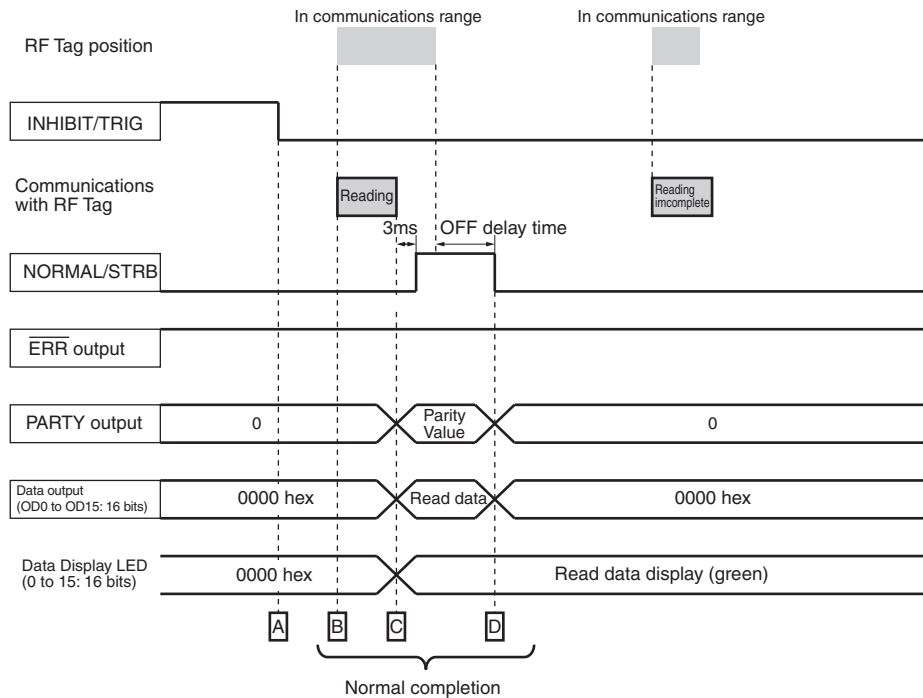 In communications range
In communications range
RF Tag position
INHIBIT/TRIG
Communications
with RF Tag
Reading
Reading
imcomplete
3ms
OFF delay time
NORMAL/STRB
ERR output
PARTY output
0
Parity
Value
0
Data output
(OD0 to OD15: 16 bits)
0000 hex
Read data
0000 hex
Data Display LED
(0 to 15: 16 bits)
0000 hex
Read data display (green)
A
B
C
D
Normal completion